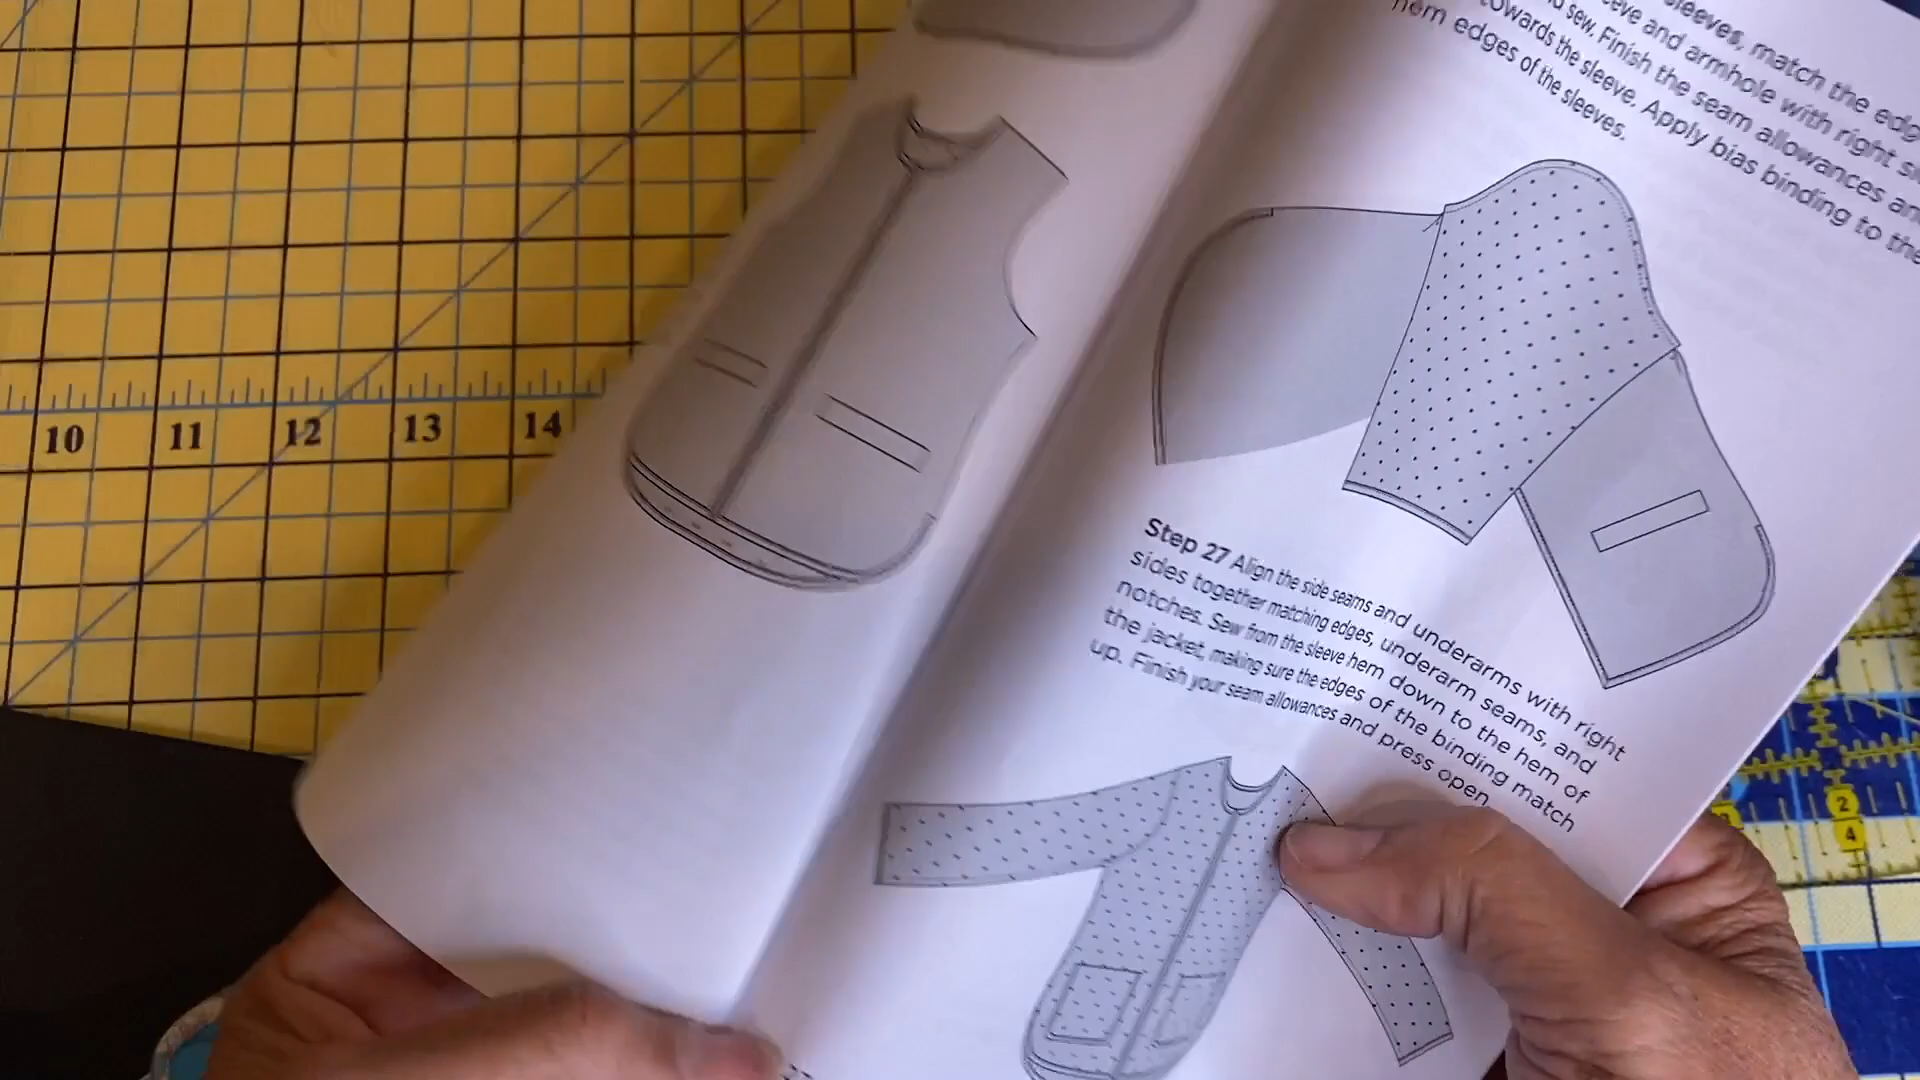 10 11 12 13 14
sleeves, match the
eeve and armhole with right
sew. Finish the seam allowances
towards the sleeve. Apply bias binding to the
hem edges of the sleeves.
Step 27 Align the side seams and underarms with right
sides together matching edges, underarm seams, and
notches. Sew from the sleeve hem down to the hem of
the jacket, making sure the edges of the binding match
up. Finish your seam allowances and press open
2
4